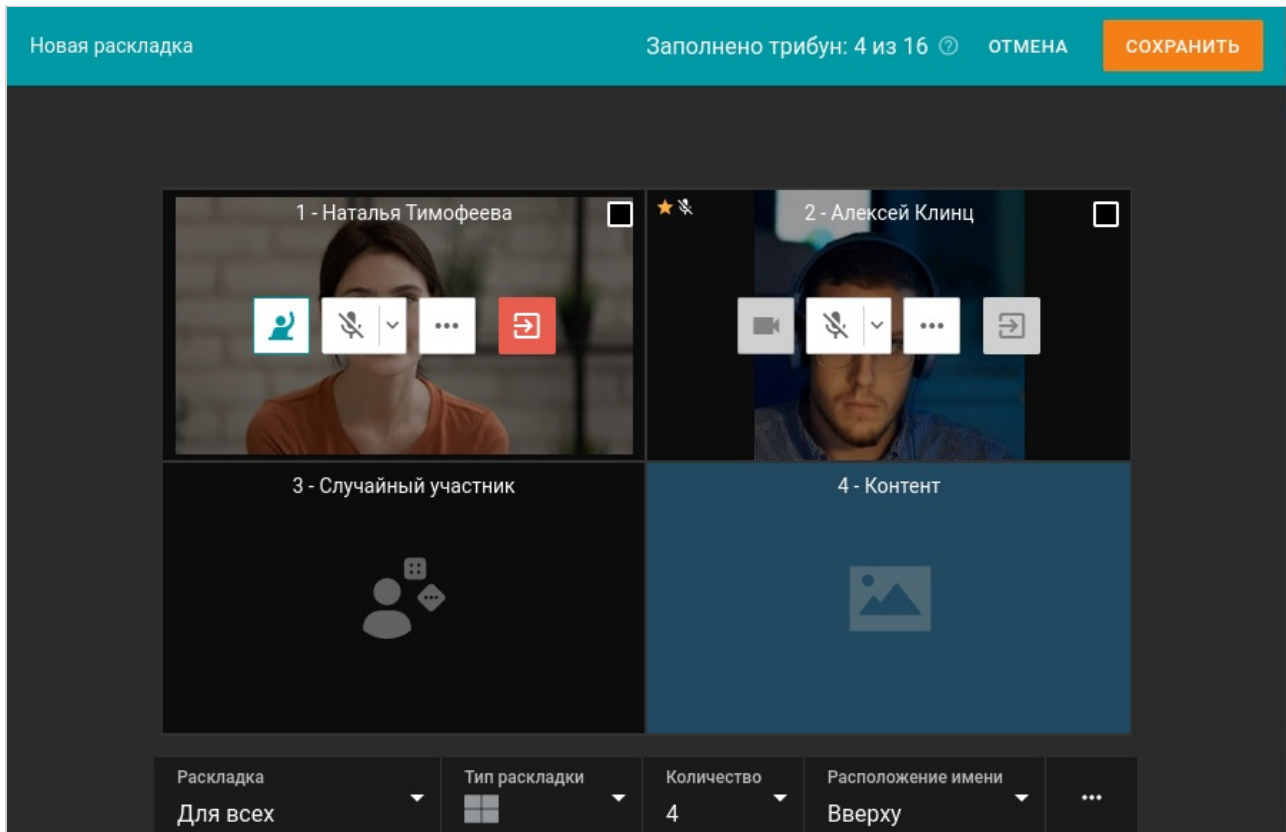 Новая раскладка
Заполнено трибун: 4 из 16
ОТМЕНА
СОХРАНИТЬ
1 - Наталья Тимофеева
2 - Алексей Клинц
3 - Случайный участник
4 - Контент
Раскладка
Тип раскладки
Количество
Расположение имени
Для всех
4
Вверху